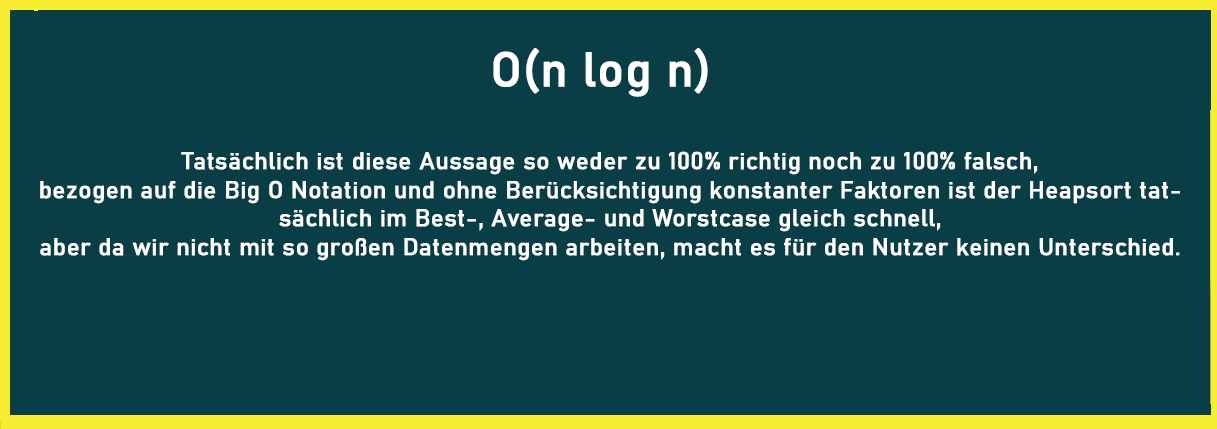 O(n log n)
Tatsächlich ist diese Aussage so weder zu 100% richtig noch zu 100% falsch,
bezogen auf die Big O Notation und ohne Berücksichtigung konstanter Faktoren ist der Heapsort tat-
sächlich im Best-, Average- und Worstcase gleich schnell,
aber da wir nicht mit so großen Datenmengen arbeiten, macht es für den Nutzer keinen Unterschied.